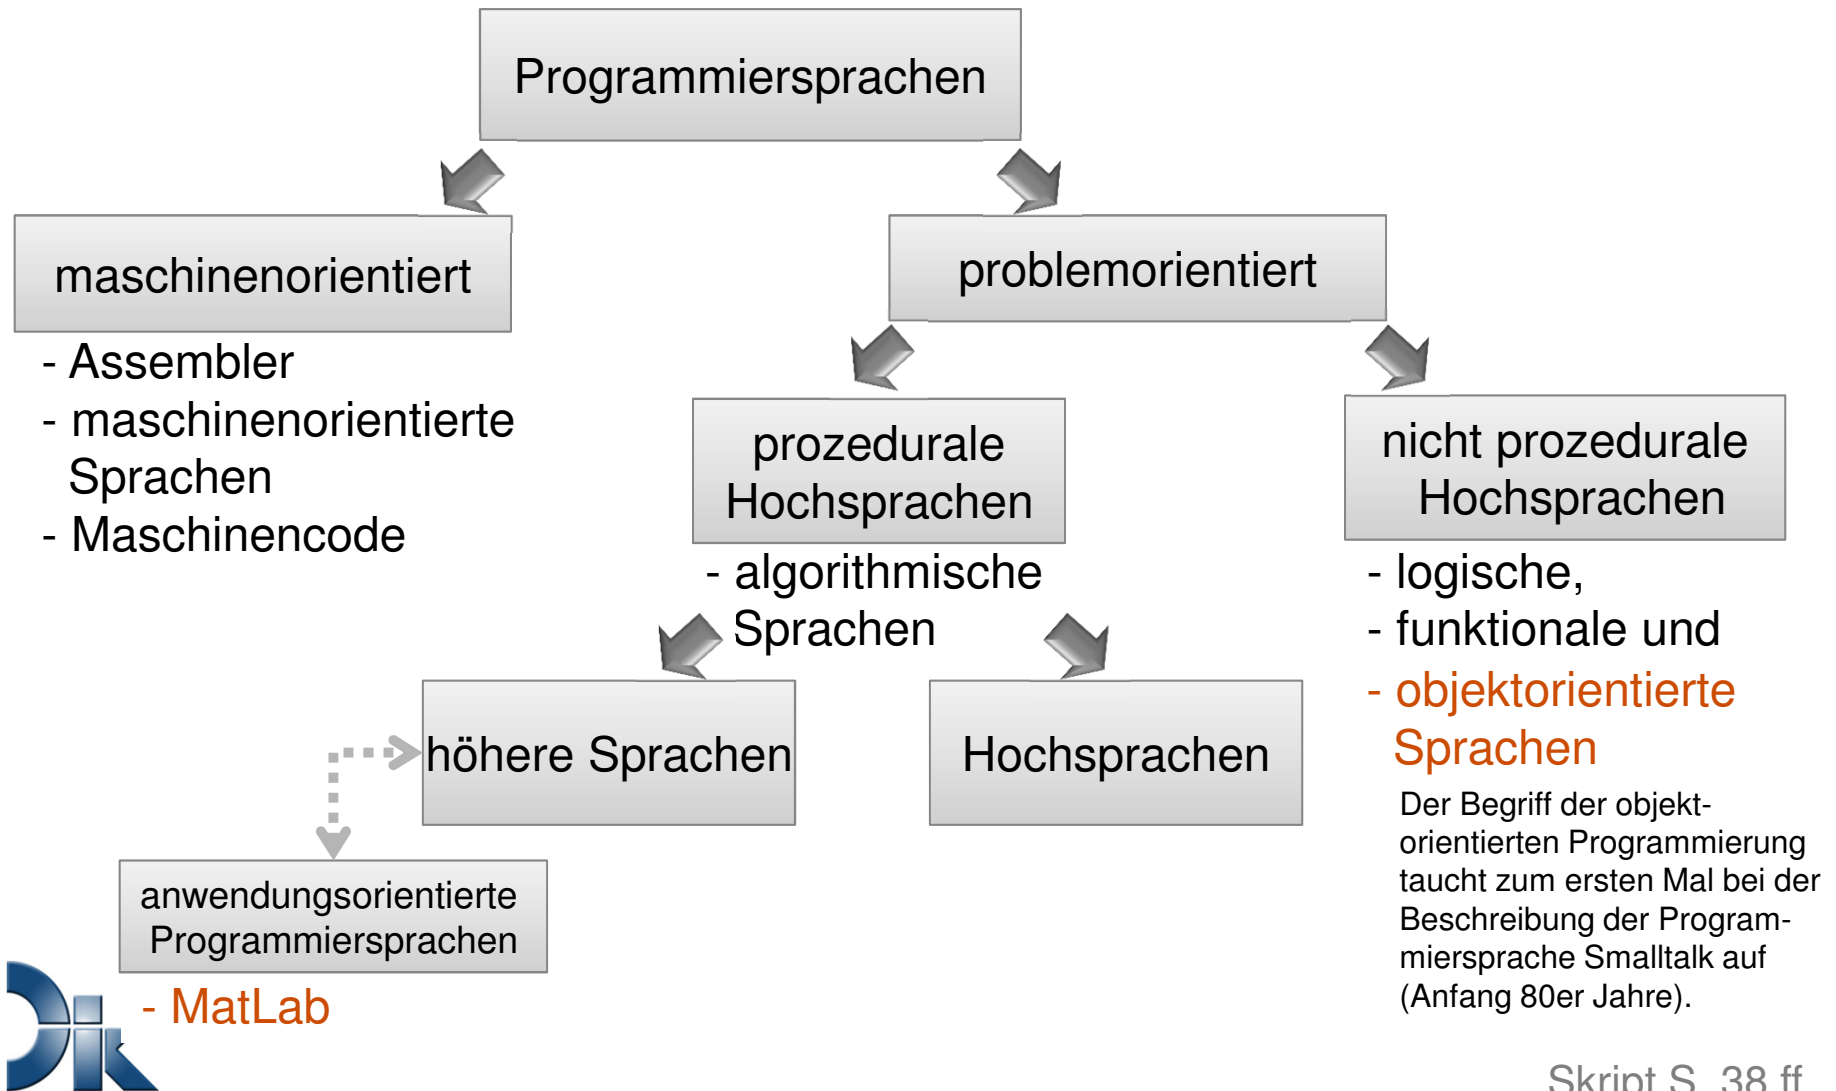 Programmiersprachen
maschinenorientiert
- Assembler
- maschinenorientierte
Sprachen
- Maschinencode
problemorientiert
prozedurale
Hochsprachen
- algorithmische
Sprachen
höhere Sprachen
Hochsprachen
anwendungsorientierte
Programmiersprachen
- MatLab
nicht prozedurale
Hochsprachen
- logische,
- funktionale und
- objektorientierte
Sprachen
Der Begriff der objekt-
orientierten Programmierung
taucht zum ersten Mal bei der
Beschreibung der Program-
miersprache Smalltalk auf
(Anfang 80er Jahre).
Dik
Skript S. 38 ff